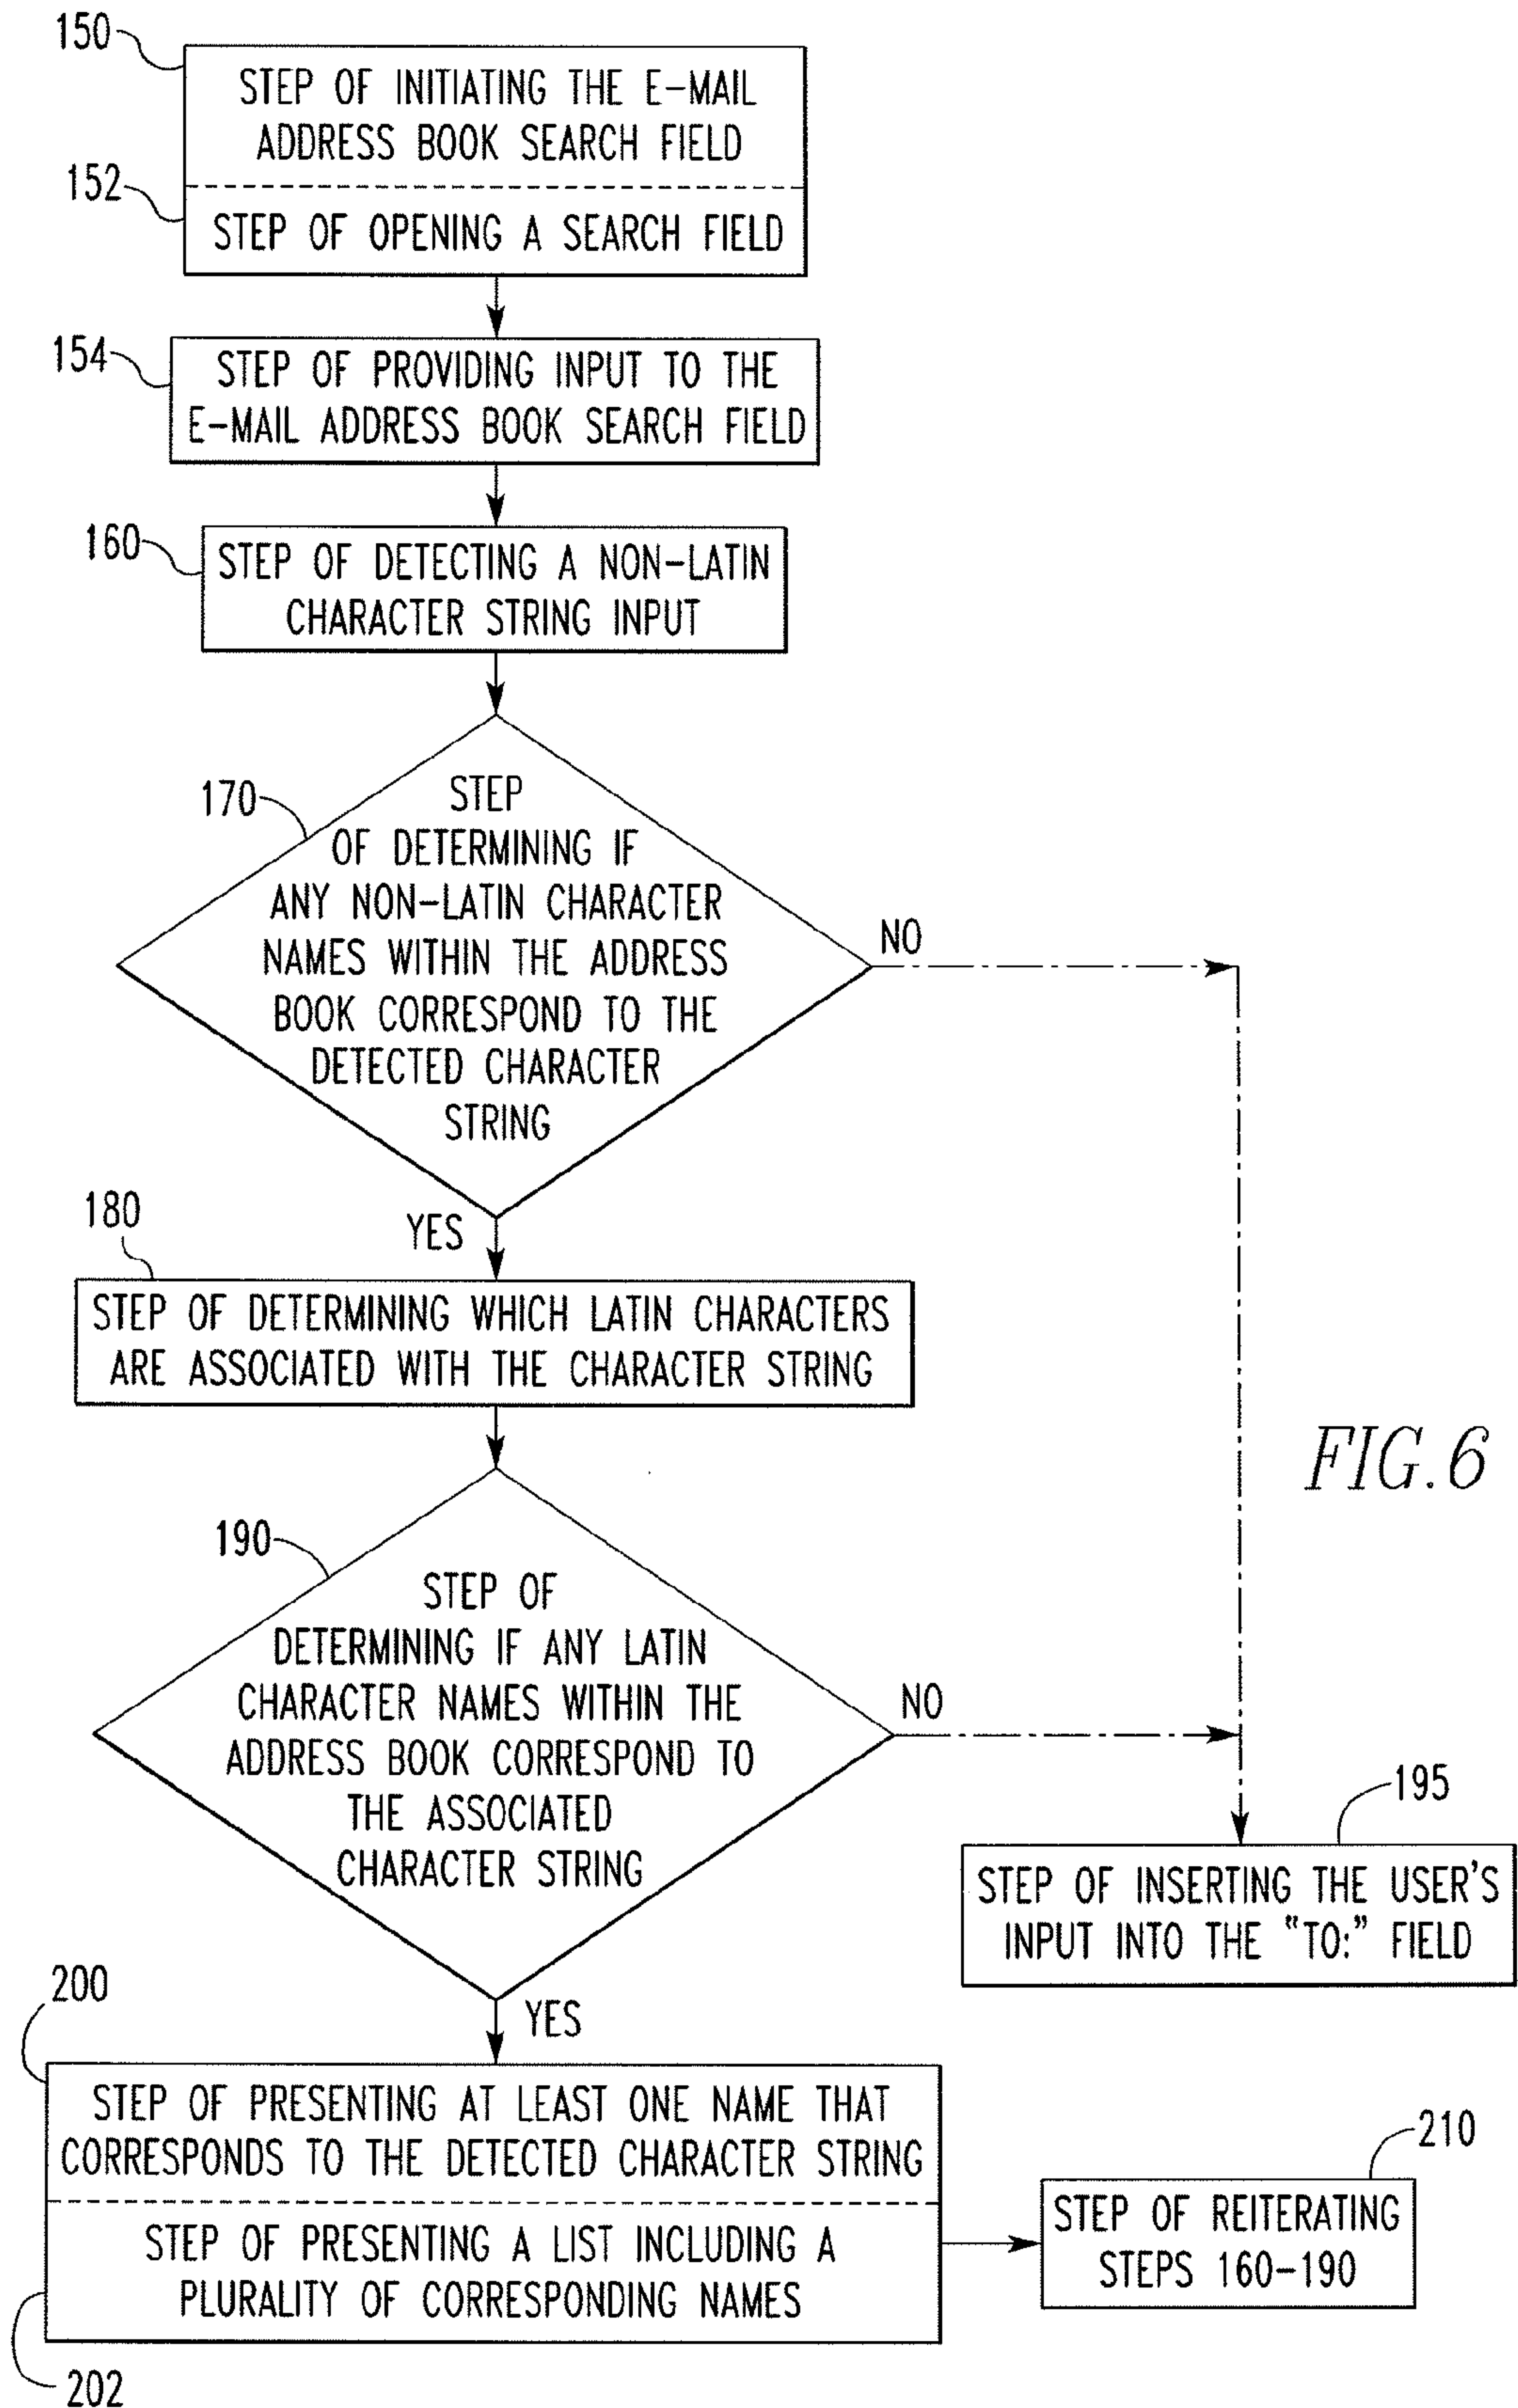 150
STEP OF INITIATING THE E-MAIL
ADDRESS BOOK SEARCH FIELD
152
STEP OF OPENING A SEARCH FIELD
154
STEP OF PROVIDING INPUT TO THE
E-MAIL ADDRESS BOOK SEARCH FIELD
160
STEP OF DETECTING A NON-LATIN
CHARACTER STRING INPUT
170
STEP
OF DETERMINING IF
ANY NON-LATIN CHARACTER
NAMES WITHIN THE ADDRESS
BOOK CORRESPOND TO THE
DETECTED CHARACTER
STRING
NO
YES
180
STEP OF DETERMINING WHICH LATIN CHARACTERS
ARE ASSOCIATED WITH THE CHARACTER STRING
FIG.6
190
STEP OF
DETERMINING IF ANY LATIN
CHARACTER NAMES WITHIN THE
ADDRESS BOOK CORRESPOND TO
THE ASSOCIATED
CHARACTER STRING
NO
195
STEP OF INSERTING THE USER'S
INPUT INTO THE "TO:" FIELD
YES
200
STEP OF PRESENTING AT LEAST ONE NAME THAT
CORRESPONDS TO THE DETECTED CHARACTER STRING
STEP OF PRESENTING A LIST INCLUDING A
PLURALITY OF CORRESPONDING NAMES
202
210
STEP OF REITERATING
STEPS 160-190